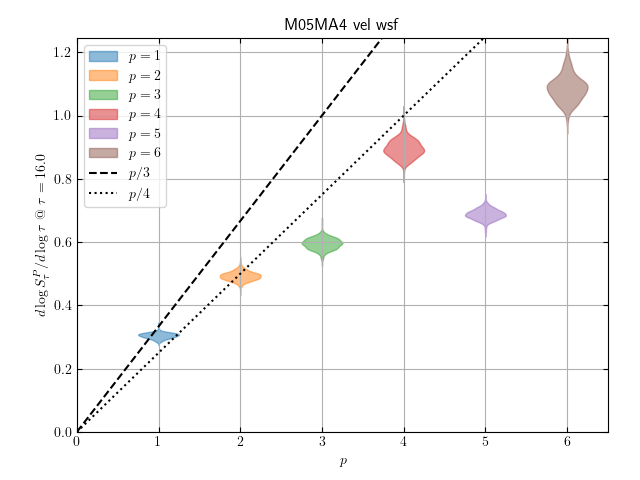 M05MA4 vel wsf
1.2
1.0
0.8
0.6
0.4
0.2
0.0
d log S_τ^P / d log τ @ τ = 16.0
p = 1
p = 2
p = 3
p = 4
p = 5
p = 6
p/3
p/4
0 1 2 3 4 5 6
p